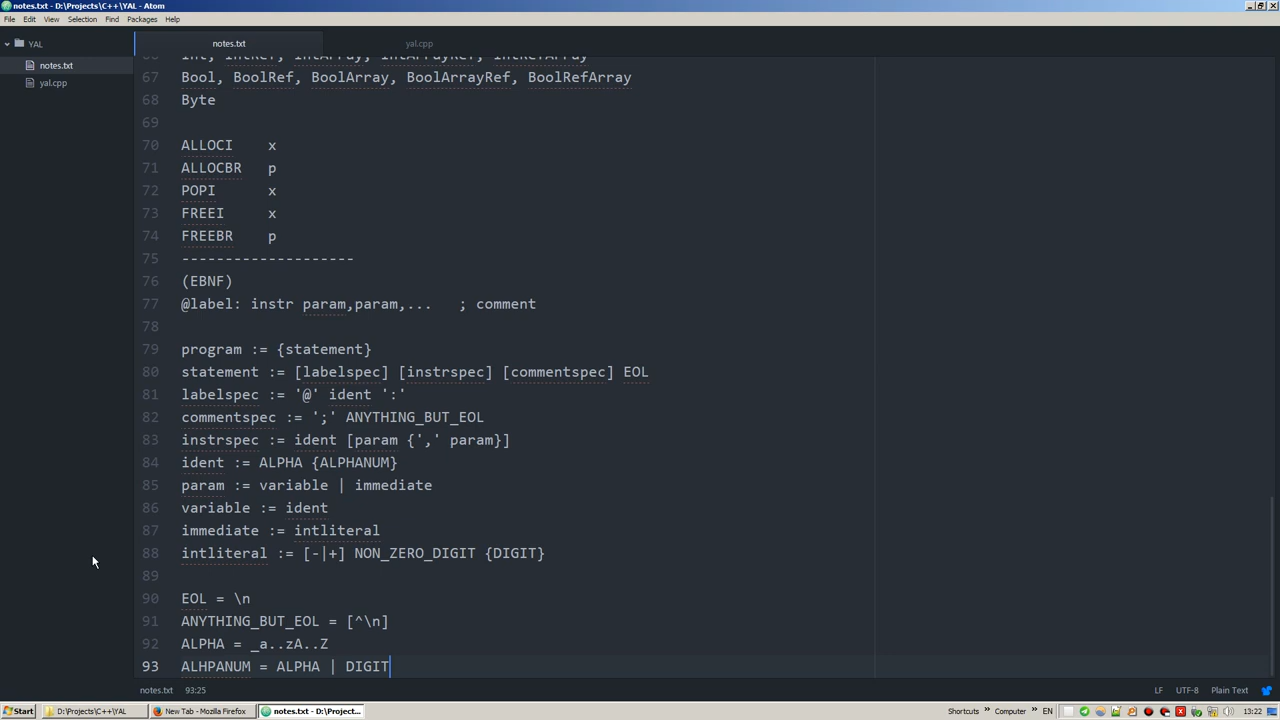 notes.txt - D:\Projects\C++\YAL - Atom
File Edit View Selection Find Packages Help
YAL
notes.txt
yal.cpp
notes.txt yal.cpp
66 Int, IntRef, IntArray, IntArrayRef, IntRefArray
67 Bool, BoolRef, BoolArray, BoolArrayRef, BoolRefArray
68 Byte
69
70 ALLOCI x
71 ALLOCBR p
72 POPI x
73 FREEI x
74 FREEBR p
75 --------------------
76 (EBNF)
77 @label: instr param,param,... ; comment
78
79 program := {statement}
80 statement := [labelspec] [instrspec] [commentspec] EOL
81 labelspec := '@' ident ':'
82 commentspec := ';' ANYTHING_BUT_EOL
83 instrspec := ident [param {',' param}]
84 ident := ALPHA {ALPHANUM}
85 param := variable | immediate
86 variable := ident
87 immediate := intliteral
88 intliteral := [-|+] NON_ZERO_DIGIT {DIGIT}
89
90 EOL = \n
91 ANYTHING_BUT_EOL = [^\n]
92 ALPHA = _a..zA..Z
93 ALHPANUM = ALPHA | DIGIT
notes.txt 93:25 LF UTF-8 Plain Text
Start D:\Projects\C++\YAL New Tab - Mozilla Firefox notes.txt - D:\Project... Shortcuts » Computer » EN 13:22